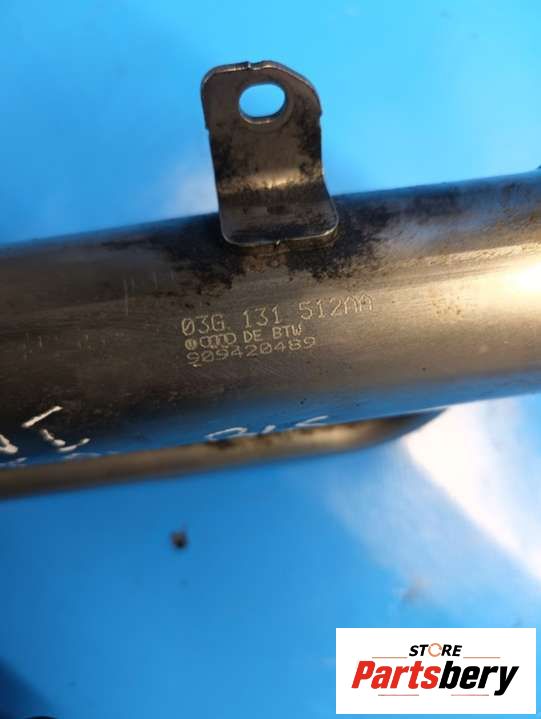 03G 131 512AA
DE BTW
909420489
STORE
Partsbery